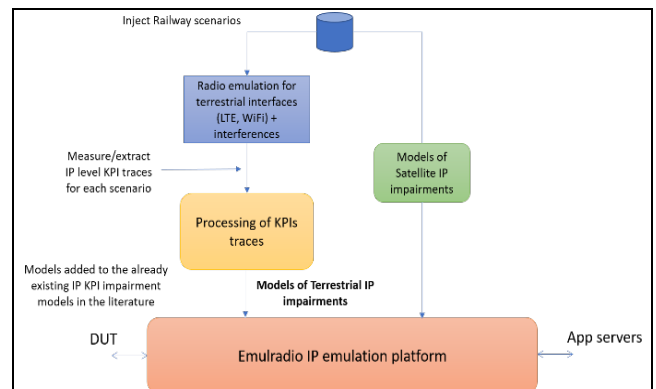 Inject Railway scenarios
Radio emulation for
terrestrial interfaces
(LTE, WiFi) +
interferences
Measure/extract
IP level KPI traces
for each scenario
Models of
Satellite IP
impairments
Processing of KPIs
traces
Models added to the already
existing IP KPI impairment
models in the literature
Models of Terrestrial IP
impairments
DUT
Emulradio IP emulation platform
App servers